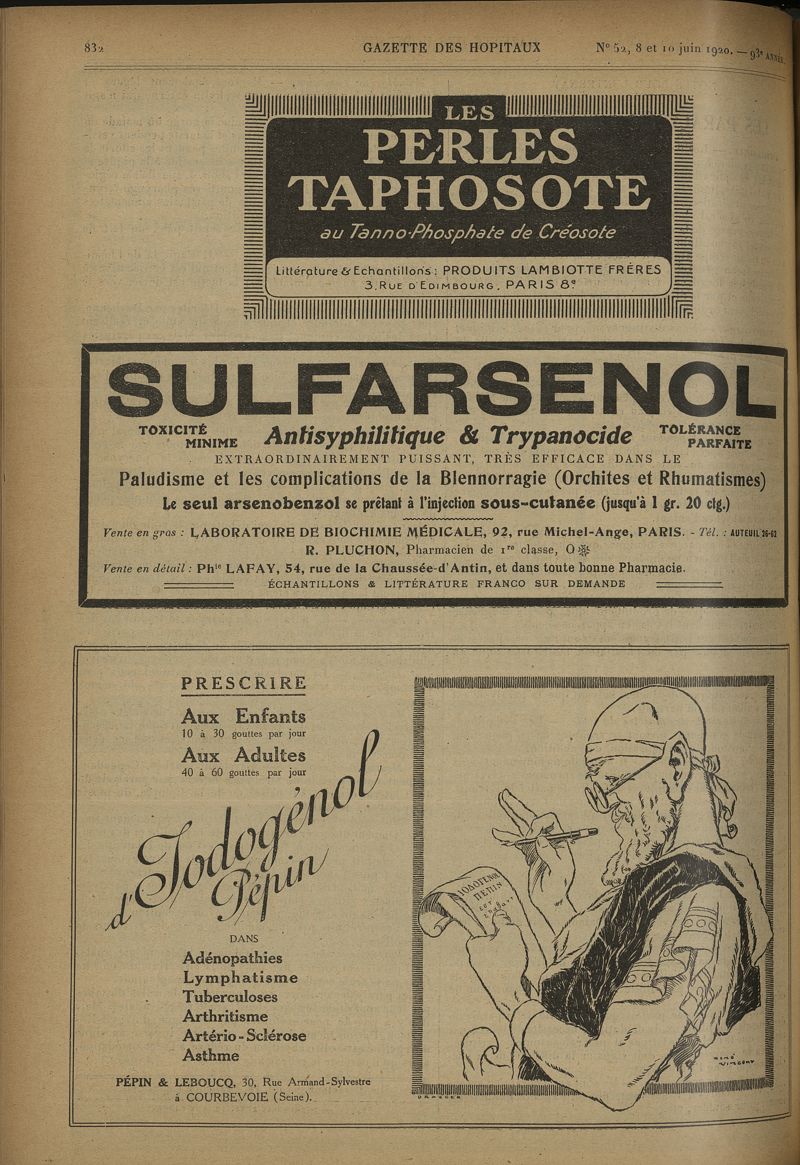 832
GAZETTE DES HOPITAUX
N° 52, 8 et 10 juin 1920. — 93e ANNÉE.
LES
PERLES
TAPHOSOTE
au Tanno-Phosphate de Créosote
Littérature & Echantillons : PRODUITS LAMBIOTTE FRÉRES
3, RUE D'EDIMBOURG, PARIS 8e
SULFARSENOL
TOXICITÉ MINIME
Antisyphilitique & Trypanocide
TOLÉRANCE PARFAITE
EXTRAORDINAIREMENT PUISSANT, TRÈS EFFICACE DANS LE
Paludisme et les complications de la Blennorragie (Orchites et Rhumatismes)
Le seul arsenobenzol se prêtant à l'injection sous-cutanée (jusqu'à 1 gr. 20 ctg.)
Vente en gros : LABORATOIRE DE BIOCHIMIE MÉDICALE, 92, rue Michel-Ange, PARIS. - Tél. : AUTEUIL 26-62
R. PLUCHON, Pharmacien de 1re classe, O
Vente en détail : Phie LAFAY, 54, rue de la Chaussée-d'Antin, et dans toute bonne Pharmacie.
ÉCHANTILLONS & LITTÉRATURE FRANCO SUR DEMANDE
PRESCRIRE
Aux Enfants
10 à 30 gouttes par jour
Aux Adultes
40 à 60 gouttes par jour
d'Iodogénol
Pépin
DANS
Adénopathies
Lymphatisme
Tuberculoses
Arthritisme
Artério-Sclérose
Asthme
PÉPIN & LEBOUCQ, 30, Rue Armand-Sylvestre
à COURBEVOIE (Seine).
RENÉ
VINCENT
DRAEGER